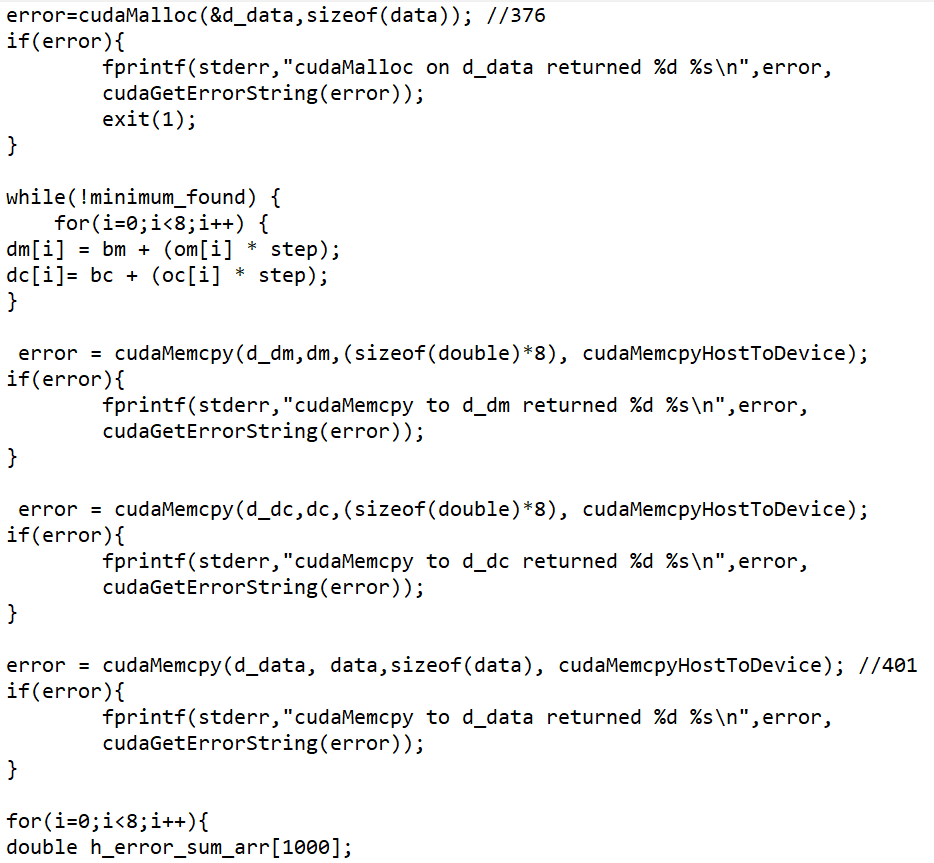 error=cudaMalloc(&d_data,sizeof(data)); //376
if(error){
        fprintf(stderr,"cudaMalloc on d_data returned %d %s\n",error,
        cudaGetErrorString(error));
        exit(1);
}

while(!minimum_found) {
    for(i=0;i<8;i++) {
dm[i] = bm + (om[i] * step);
dc[i]= bc + (oc[i] * step);
}

 error = cudaMemcpy(d_dm,dm,(sizeof(double)*8), cudaMemcpyHostToDevice);
if(error){
        fprintf(stderr,"cudaMemcpy to d_dm returned %d %s\n",error,
        cudaGetErrorString(error));
}

 error = cudaMemcpy(d_dc,dc,(sizeof(double)*8), cudaMemcpyHostToDevice);
if(error){
        fprintf(stderr,"cudaMemcpy to d_dc returned %d %s\n",error,
        cudaGetErrorString(error));
}

error = cudaMemcpy(d_data, data,sizeof(data), cudaMemcpyHostToDevice); //401
if(error){
        fprintf(stderr,"cudaMemcpy to d_data returned %d %s\n",error,
        cudaGetErrorString(error));
}

for(i=0;i<8;i++){
double h_error_sum_arr[1000];